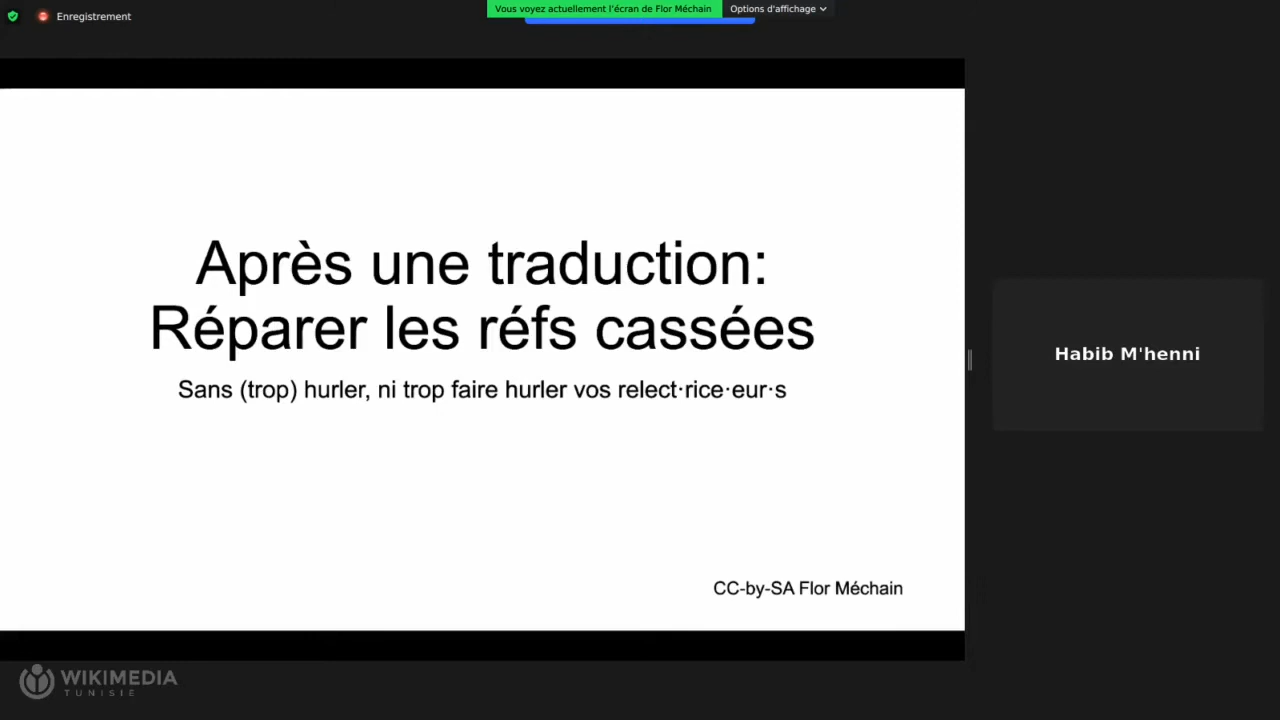 Enregistrement
Vous voyez actuellement l'écran de Flor Méchain
Options d'affichage
Après une traduction:
Réparer les réfs cassées
Sans (trop) hurler, ni trop faire hurler vos relect·rice·eur·s
CC-by-SA Flor Méchain
Habib M'henni
WIKIMEDIA
TUNISIE